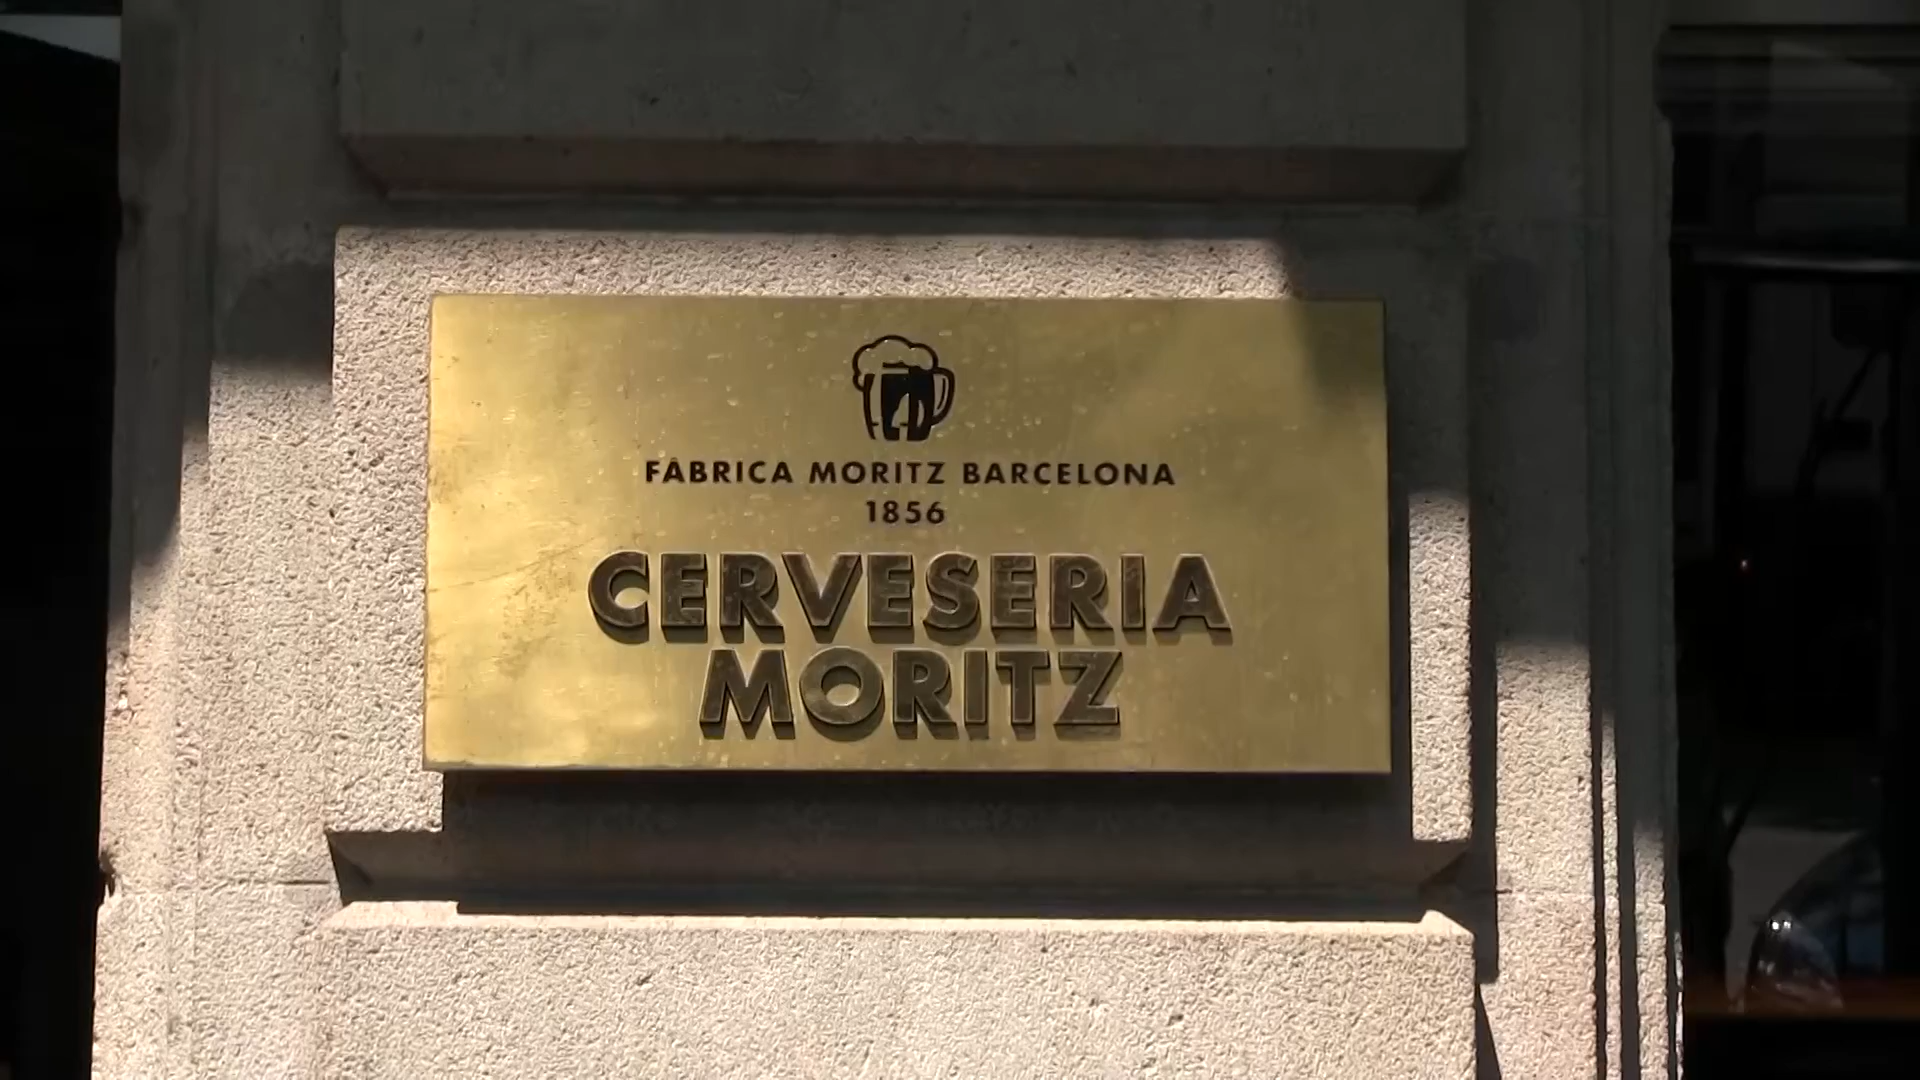 FÀBRICA MORITZ BARCELONA
1856
CERVESERIA
MORITZ